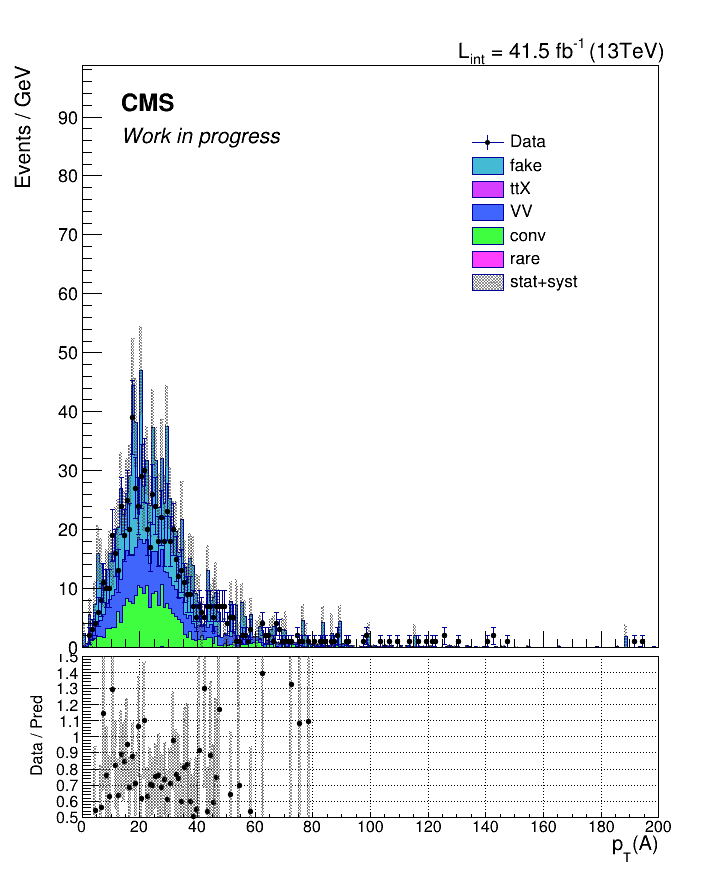 L_int = 41.5 fb^-1 (13TeV)
Events / GeV
CMS
Work in progress
Data
fake
ttX
VV
conv
rare
stat+syst
90
80
70
60
50
40
30
20
10
0
Data / Pred
1.5
1.4
1.3
1.2
1.1
1
0.9
0.8
0.7
0.6
0.5
0 20 40 60 80 100 120 140 160 180 200
p_T(A)